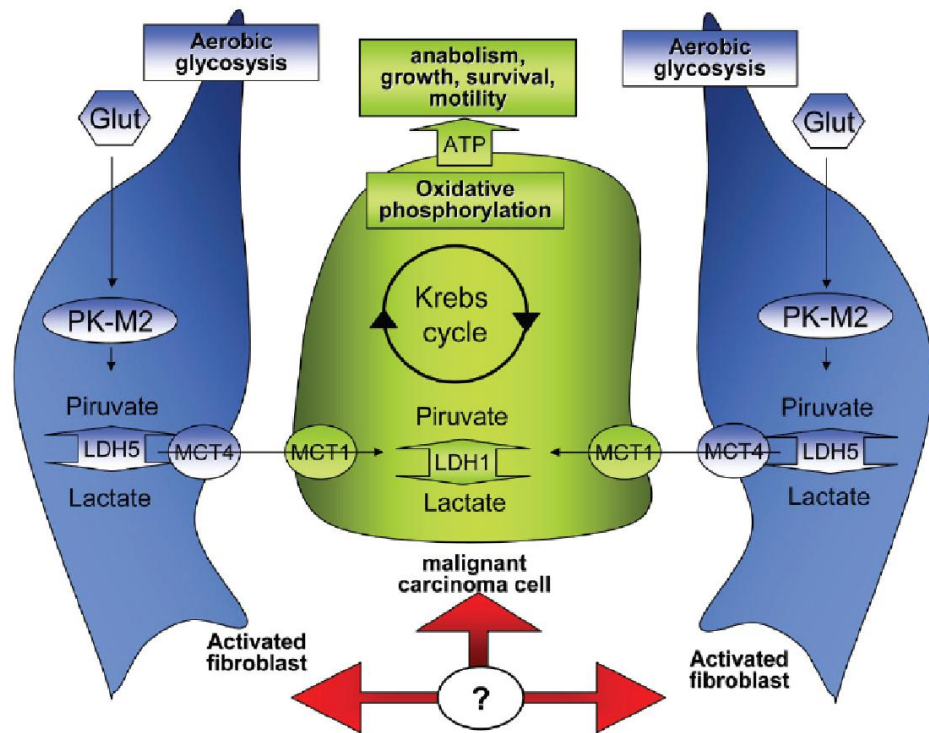 Aerobic
glycosysis
anabolism,
growth, survival,
motility
Aerobic
glycosysis
Glut
ATP
Glut
Oxidative
phosphorylation
PK-M2
Krebs
cycle
PK-M2
Piruvate
Piruvate
Piruvate
LDH5
MCT4
MCT1
LDH1
MCT1
MCT4
LDH5
Lactate
Lactate
Lactate
malignant
carcinoma cell
Activated
fibroblast
?
Activated
fibroblast